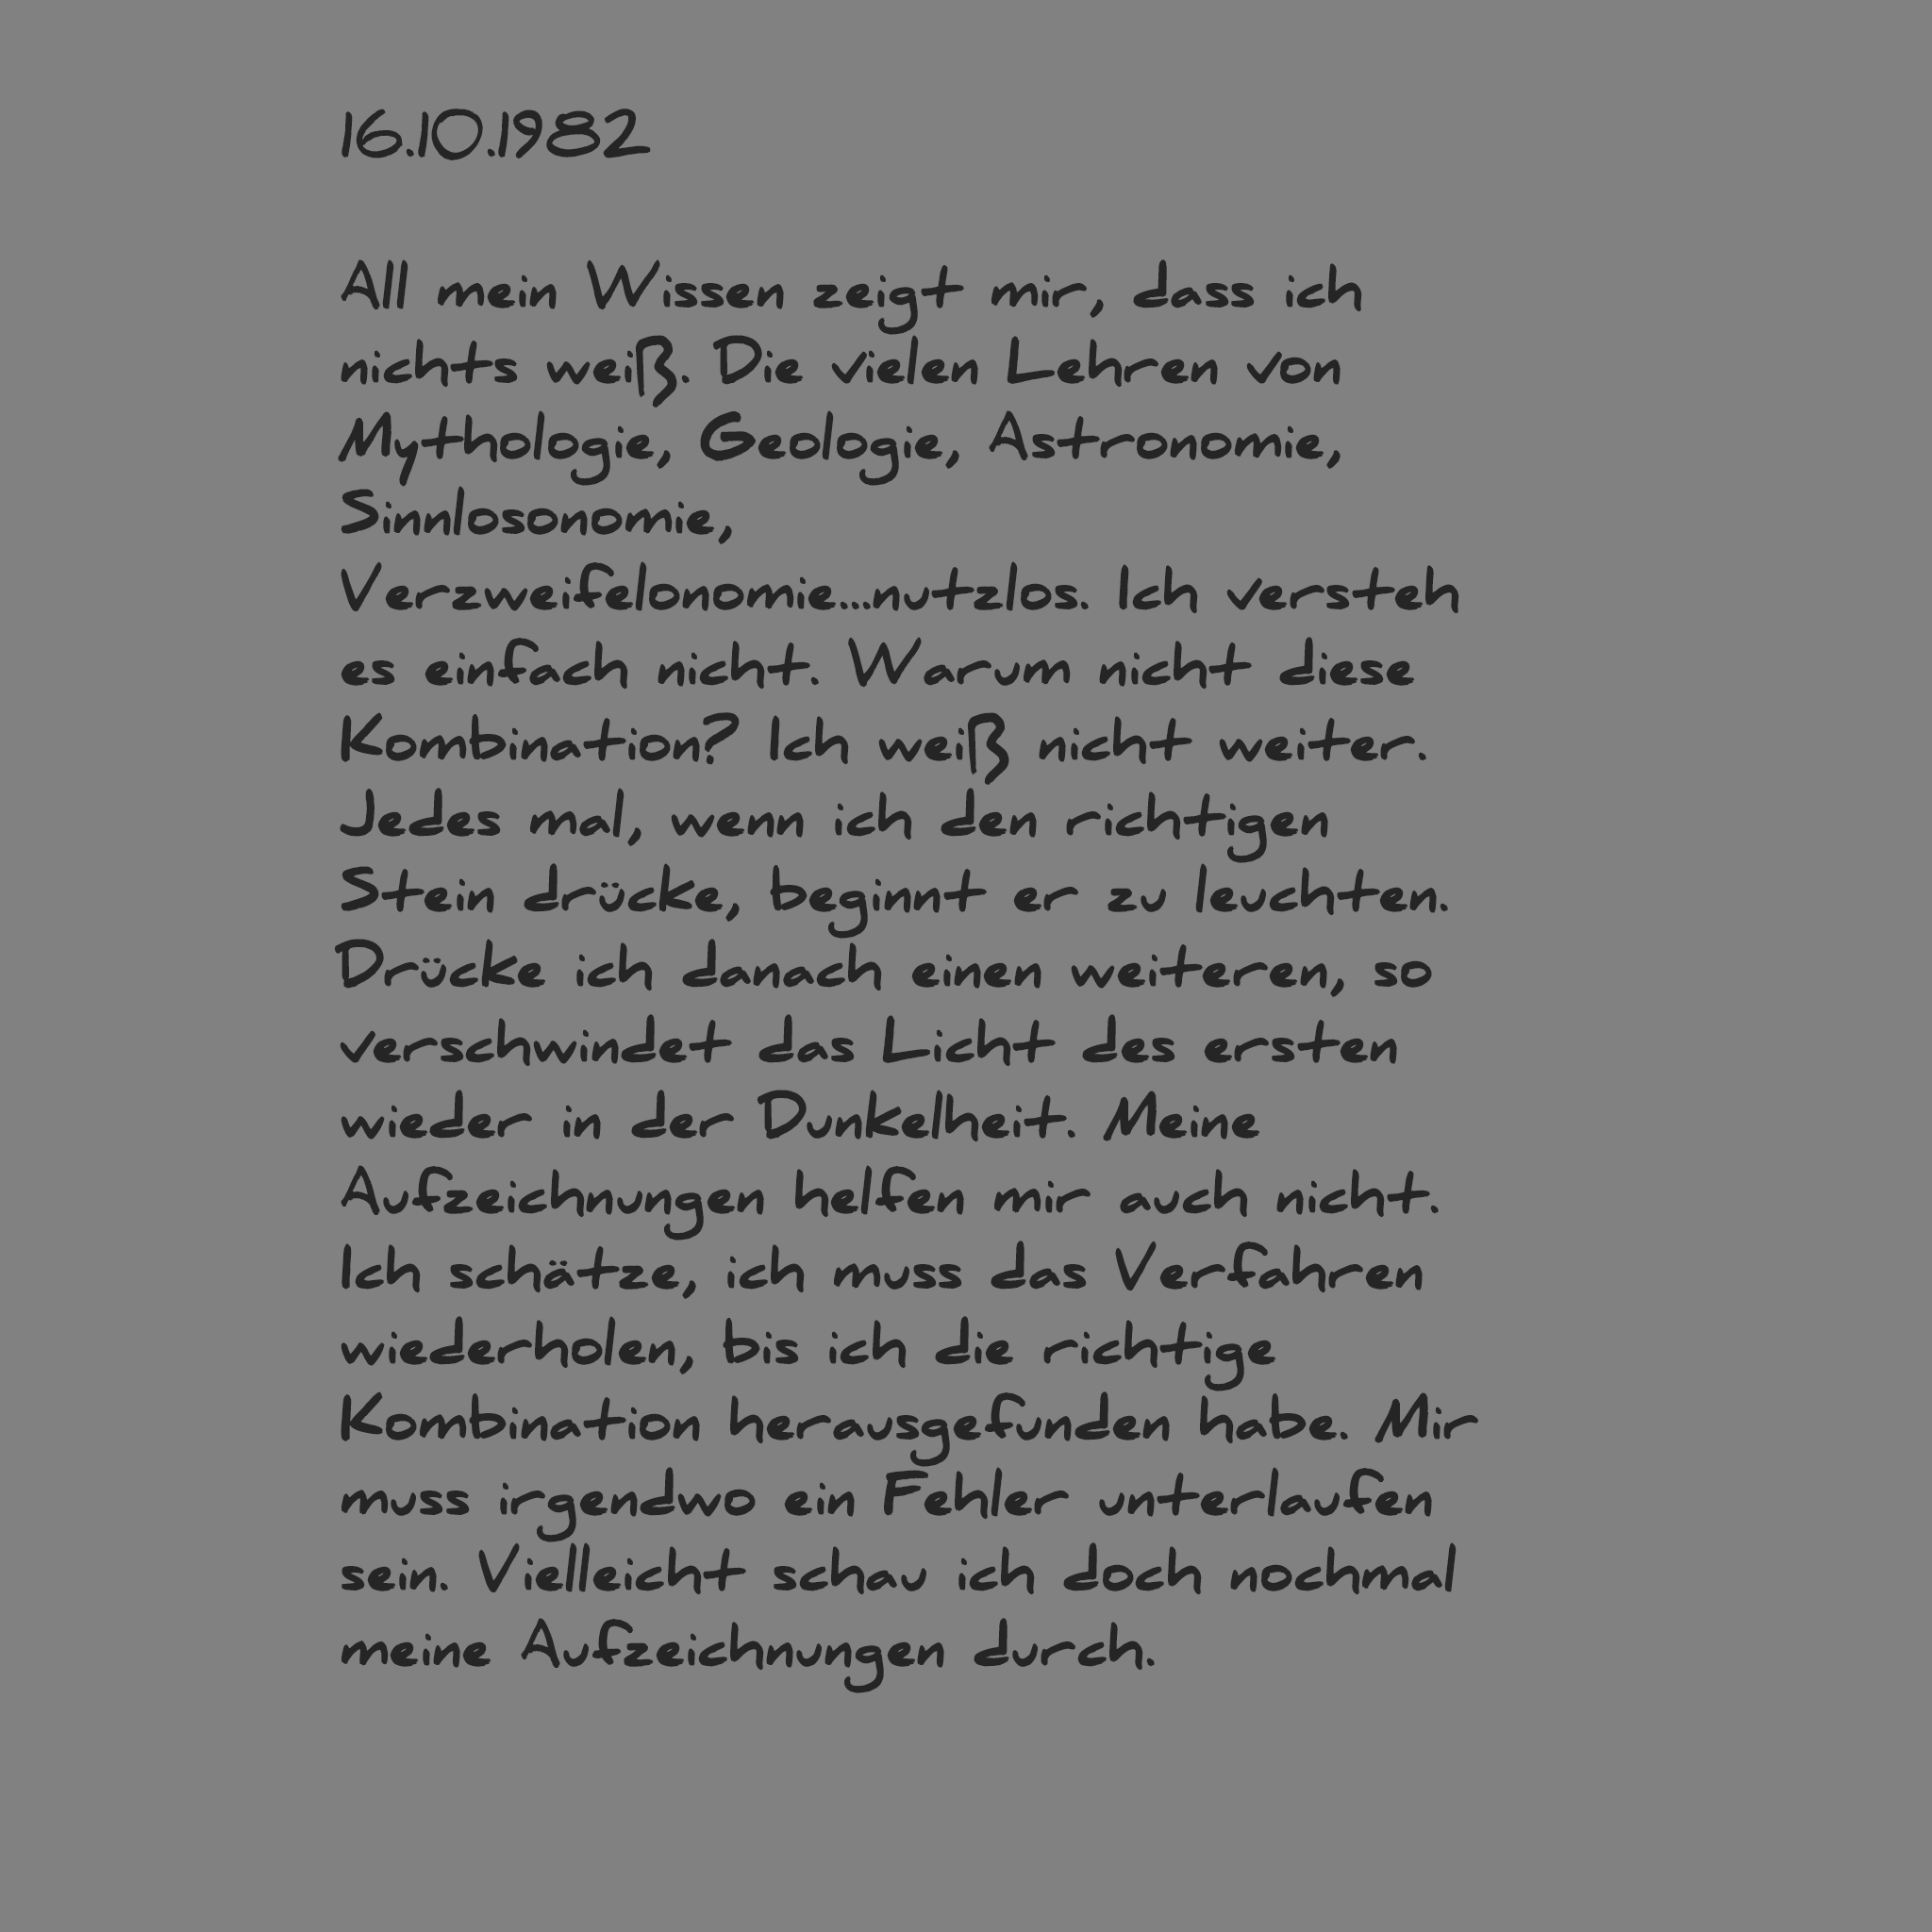 16.10.1982
All mein Wissen zeigt mir, dass ich
nichts weiß. Die vielen Lehren von
Mythologie, Geologie, Astronomie,
Sinnlosonomie,
Verzweifelonomie...nutzlos. Ich versteh
es einfach nicht. Warum nicht diese
Kombination? Ich weiß nicht weiter.
Jedes mal, wenn ich den richtigen
Stein drücke, beginnt er zu leuchten.
Drücke ich danach einen weiteren, so
verschwindet das Licht des ersten
wieder in der Dunkelheit. Meine
Aufzeichnungen helfen mir auch nicht.
Ich schätze, ich muss das Verfahren
wiederholen, bis ich die richtige
Kombination herausgefunden habe. Mir
muss irgendwo ein Fehler unterlaufen
sein. Vielleicht schau ich doch nochmal
meine Aufzeichnungen durch.